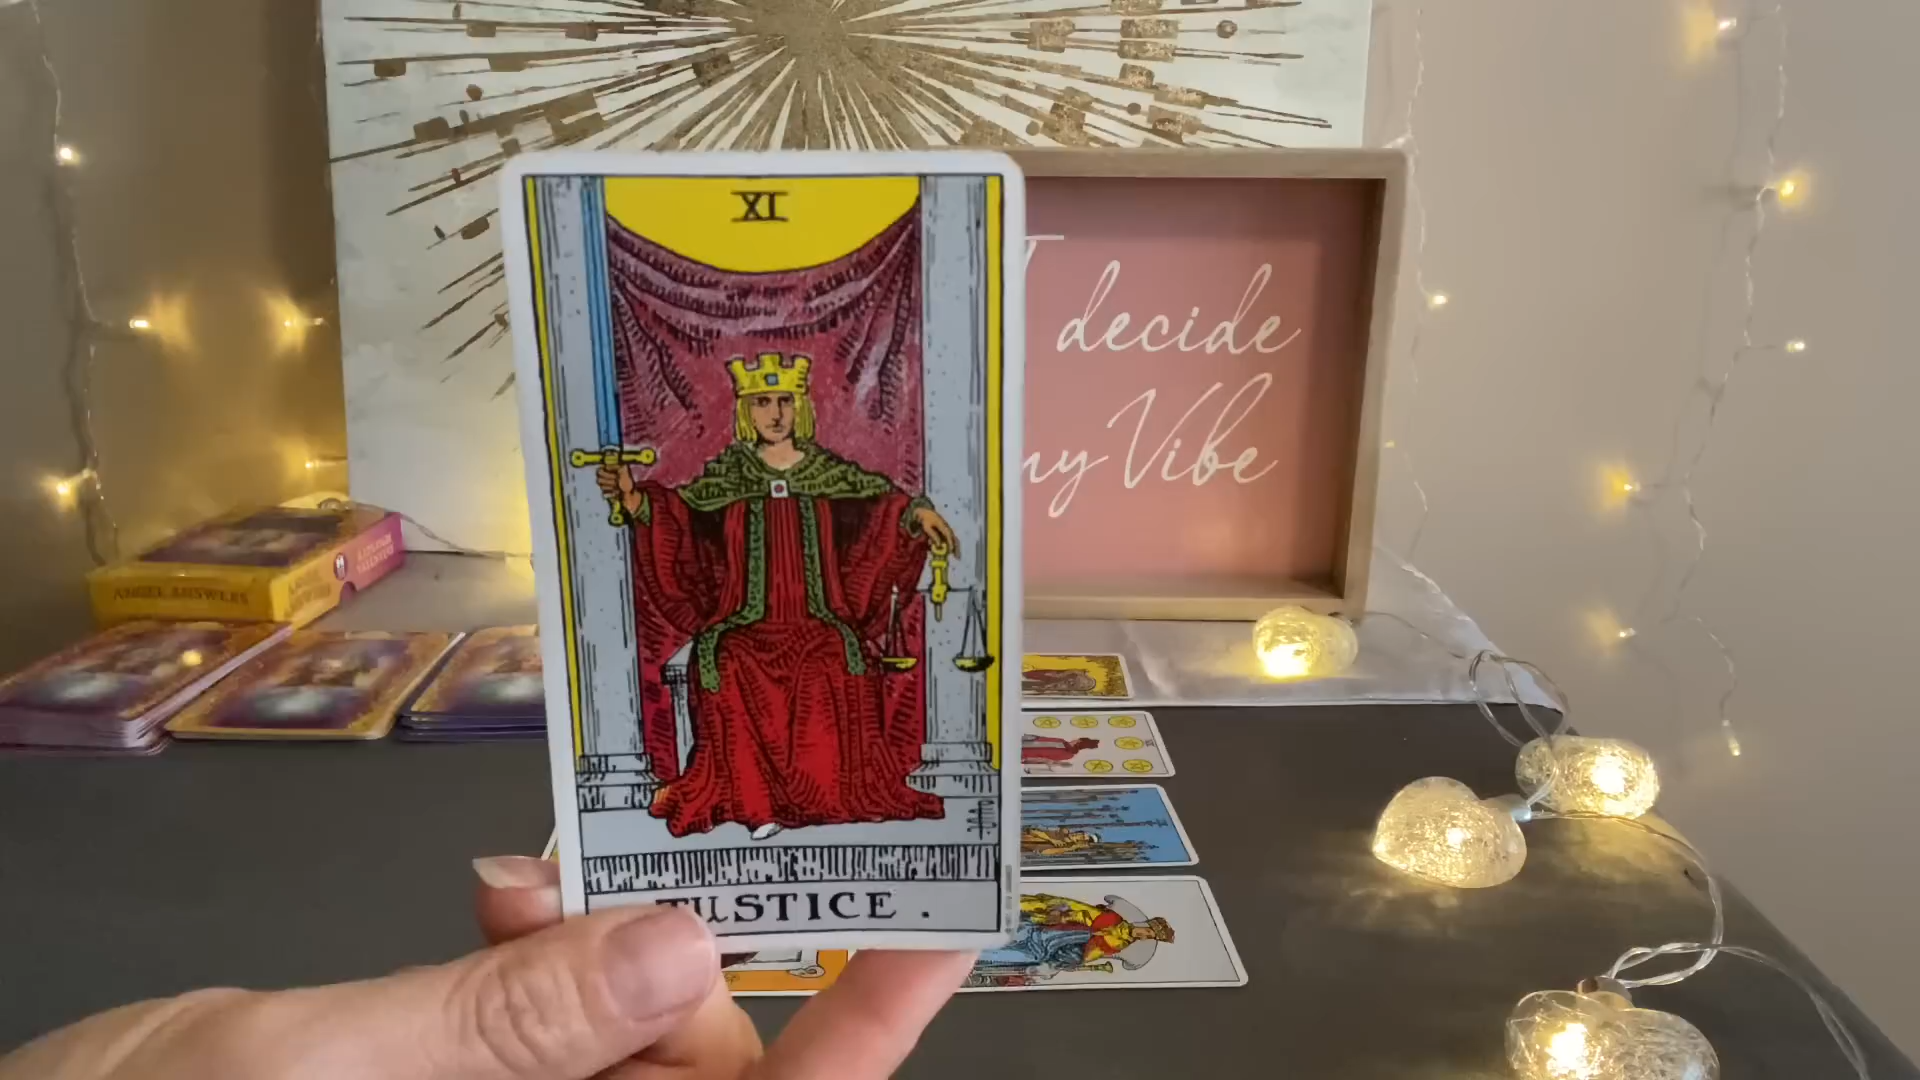 XI
decide
my Vibe
ANGEL ANSWERS
JUSTICE.